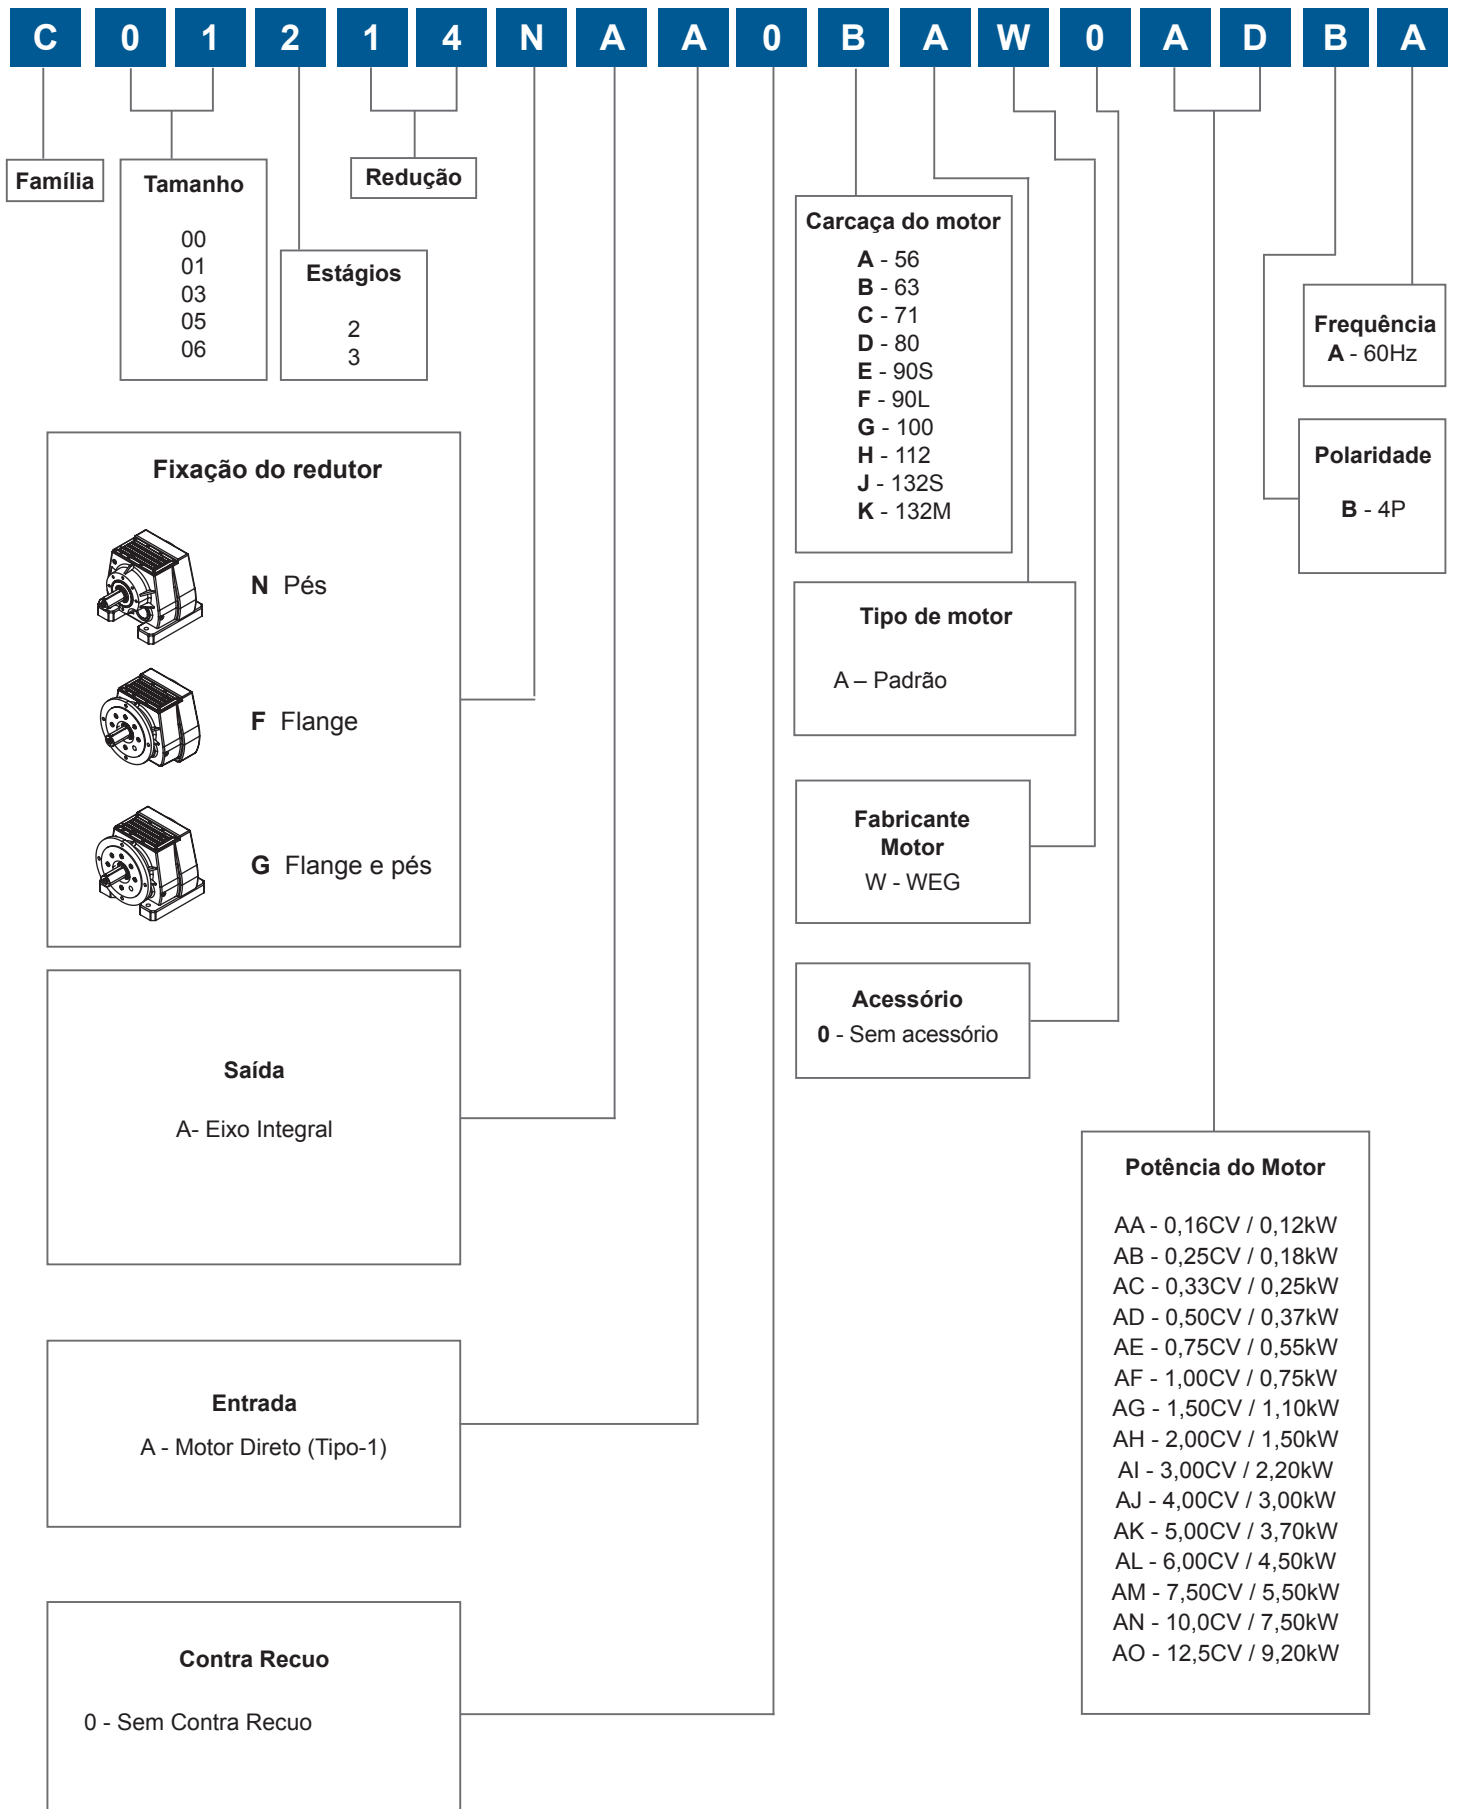 C 0 1 2 1 4 N A A 0 B A W 0 A D B A
Família
Tamanho
00
01
03
05
06
Estágios
2
3
Redução
Carcaça do motor
A - 56
B - 63
C - 71
D - 80
E - 90S
F - 90L
G - 100
H - 112
J - 132S
K - 132M
Frequência
A - 60Hz
Polaridade
B - 4P
Fixação do redutor
N Pés
F Flange
G Flange e pés
Tipo de motor
A – Padrão
Fabricante
Motor
W - WEG
Acessório
0 - Sem acessório
Saída
A- Eixo Integral
Entrada
A - Motor Direto (Tipo-1)
Contra Recuo
0 - Sem Contra Recuo
Potência do Motor
AA - 0,16CV / 0,12kW
AB - 0,25CV / 0,18kW
AC - 0,33CV / 0,25kW
AD - 0,50CV / 0,37kW
AE - 0,75CV / 0,55kW
AF - 1,00CV / 0,75kW
AG - 1,50CV / 1,10kW
AH - 2,00CV / 1,50kW
AI - 3,00CV / 2,20kW
AJ - 4,00CV / 3,00kW
AK - 5,00CV / 3,70kW
AL - 6,00CV / 4,50kW
AM - 7,50CV / 5,50kW
AN - 10,0CV / 7,50kW
AO - 12,5CV / 9,20kW